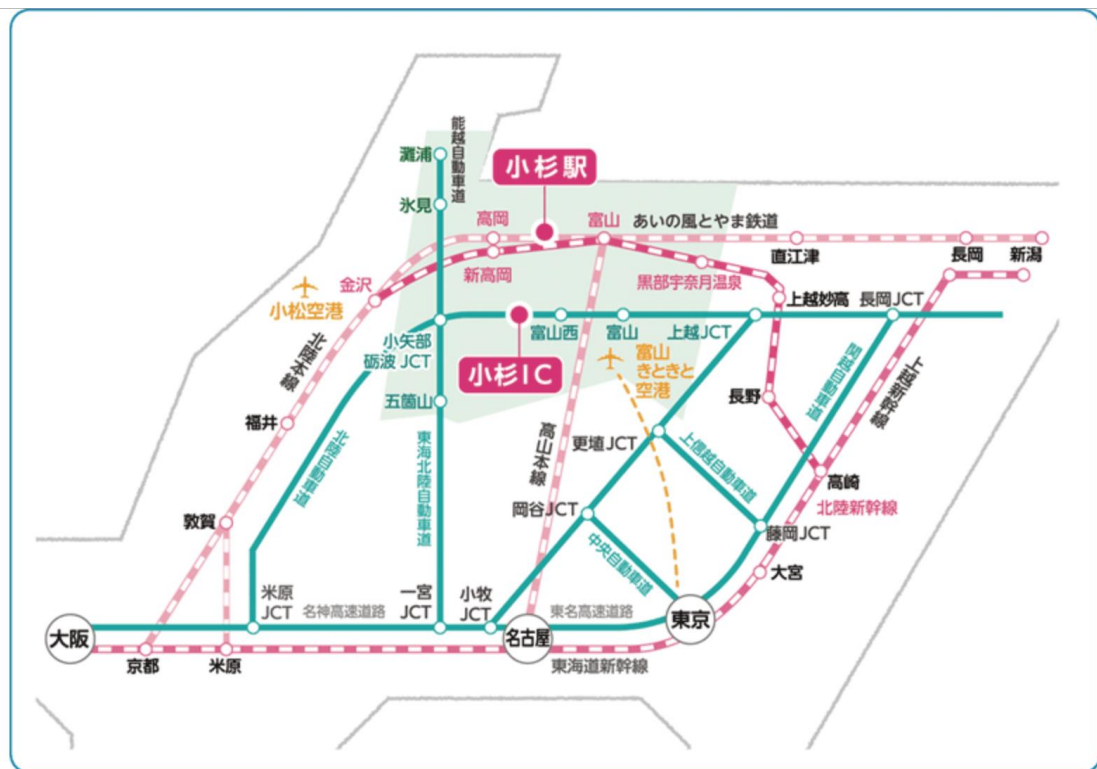 能越自動車道
灘浦
氷見
小杉駅
高岡
富山
あいの風とやま鉄道
直江津
長岡
新潟
新高岡
黒部宇奈月温泉
金沢
小松空港
上越妙高
長岡JCT
小矢部
砺波JCT
富山西
富山
上越JCT
小杉IC
富山
きときと
空港
北陸本線
五箇山
長野
関越自動車道
上越新幹線
福井
北陸自動車道
東海北陸自動車道
高山本線
更埴JCT
上信越自動車道
高崎
北陸新幹線
敦賀
岡谷JCT
中央自動車道
藤岡JCT
大宮
米原
JCT
名神高速道路
一宮
JCT
小牧
JCT
東名高速道路
東京
大阪
名古屋
京都
米原
東海道新幹線